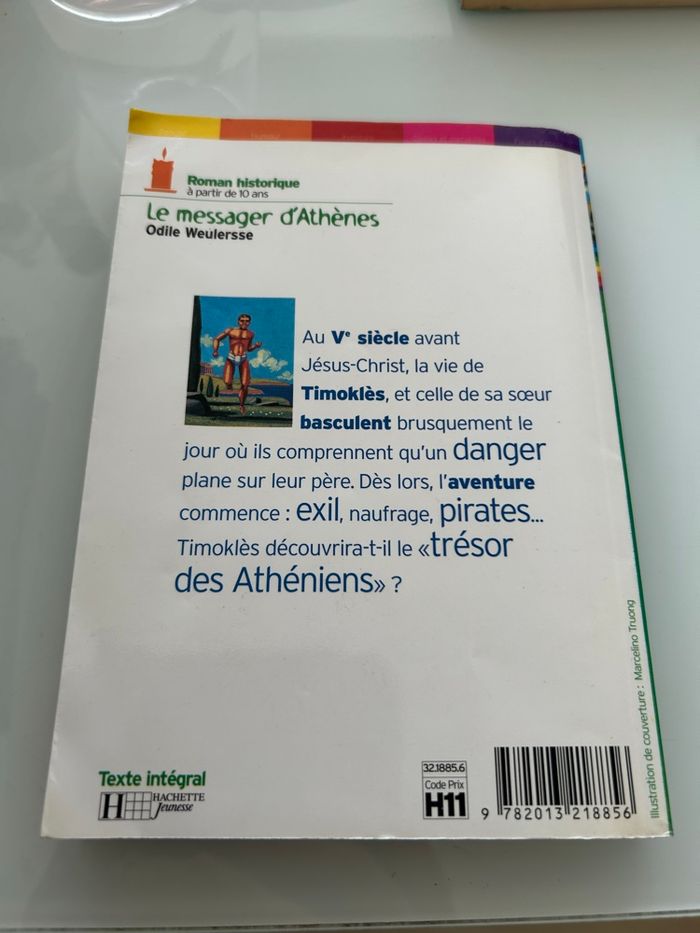 Roman historique
à partir de 10 ans
Le messager d'Athènes
Odile Weulersse
Au Vᵉ siècle avant
Jésus-Christ, la vie de
Timoklès, et celle de sa sœur
basculent brusquement le
jour où ils comprennent qu'un danger
plane sur leur père. Dès lors, l'aventure
commence : exil, naufrage, pirates...
Timoklès découvrira-t-il le «trésor
des Athéniens» ?
Illustration de couverture : Marcelino Truong
Texte intégral
H HACHETTE
Jeunesse
32.1885.6
Code Prix
H11
9 782013 218856